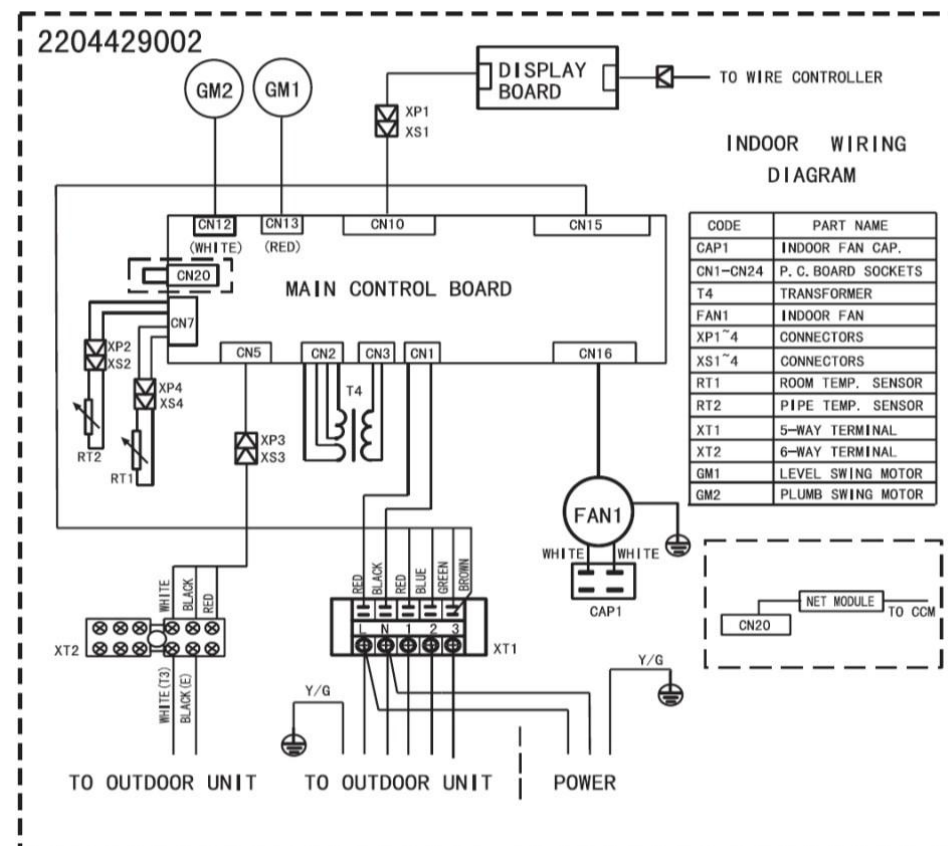 2204429002
GM2
GM1
DISPLAY
BOARD
TO WIRE CONTROLLER
XP1
XS1
INDOOR WIRING
DIAGRAM
CN12
CN13
CN10
CN15
(WHITE)
(RED)
CN20
MAIN CONTROL BOARD
CN7
CN5
CN2
CN3
CN1
CN16
CODE PART NAME
CAP1 INDOOR FAN CAP.
CN1-CN24 P.C.BOARD SOCKETS
T4 TRANSFORMER
FAN1 INDOOR FAN
XP1~4 CONNECTORS
XS1~4 CONNECTORS
RT1 ROOM TEMP. SENSOR
RT2 PIPE TEMP. SENSOR
XT1 5-WAY TERMINAL
XT2 6-WAY TERMINAL
GM1 LEVEL SWING MOTOR
GM2 PLUMB SWING MOTOR
XP2
XS2
XP4
XS4
RT2
RT1
T4
XP3
XS3
FAN1
WHITE
WHITE
CAP1
WHITE
BLACK
RED
RED
BLACK
RED
BLUE
GREEN
BROWN
L N 1 2 3
XT1
XT2
WHITE(T3)
BLACK(E)
Y/G
Y/G
NET MODULE
CN20
TO CCM
TO OUTDOOR UNIT
TO OUTDOOR UNIT
POWER